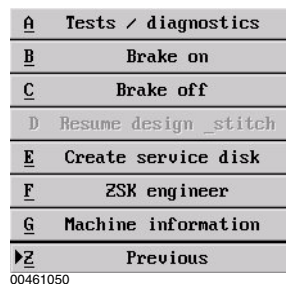 A Tests / diagnostics
B Brake on
C Brake off
D Resume design _stitch
E Create service disk
F ZSK engineer
G Machine information
Z Previous
00461050